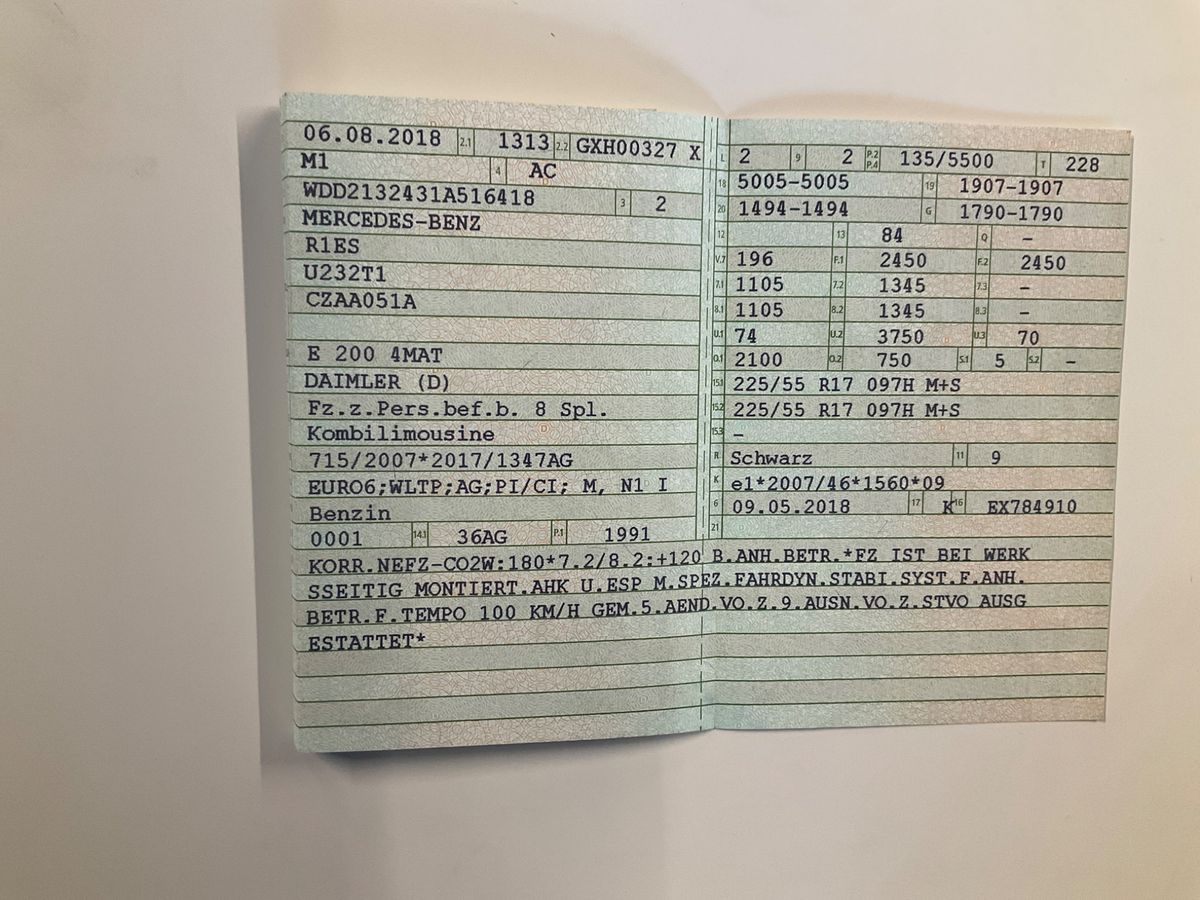 06.08.2018 2.1 1313 2.2 GXH00327 X
M1 4 AC
WDD2132431A516418 3 2
MERCEDES-BENZ
R1ES
U232T1
CZAA051A
E 200 4MAT
DAIMLER (D)
Fz.z.Pers.bef.b. 8 Spl.
Kombilimousine
715/2007*2017/1347AG
EURO6;WLTP;AG;PI/CI; M, N1 I
Benzin
0001 14.1 36AG P.1 1991
L 2 9 2 P.2 P.4 135/5500 T 228
18 5005-5005 19 1907-1907
20 1494-1494 G 1790-1790
12 13 84 Q -
V.7 196 F.1 2450 F.2 2450
7.1 1105 7.2 1345 7.3 -
8.1 1105 8.2 1345 8.3 -
U.1 74 U.2 3750 U.3 70
O.1 2100 O.2 750 S.1 5 S.2 -
15.1 225/55 R17 097H M+S
15.2 225/55 R17 097H M+S
15.3 -
R Schwarz 11 9
K e1*2007/46*1560*09
6 09.05.2018 17 K 16 EX784910
21
KORR.NEFZ-CO2W:180*7.2/8.2:+120 B.ANH.BETR.*FZ IST BEI WERK
SSEITIG MONTIERT.AHK U.ESP M.SPEZ.FAHRDYN.STABI.SYST.F.ANH.
BETR.F.TEMPO 100 KM/H GEM.5.AEND.VO.Z.9.AUSN.VO.Z.STVO AUSG
ESTATTET*